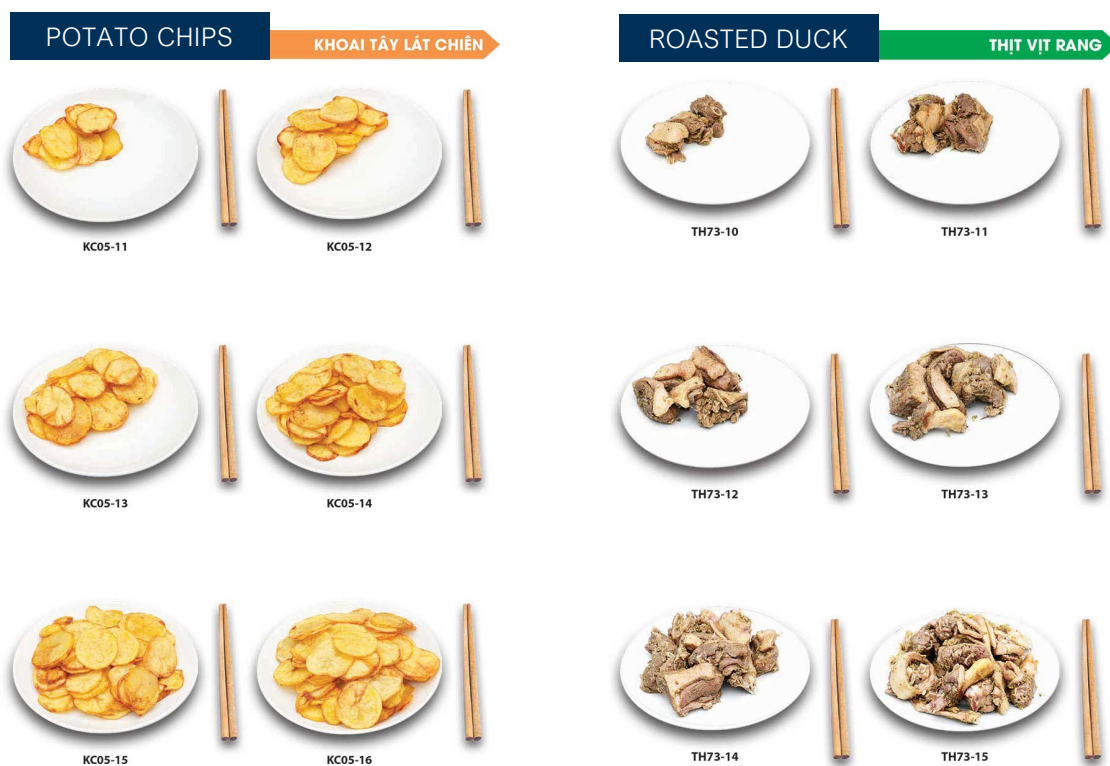 POTATO CHIPS
KHOAI TÂY LÁT CHIÊN
KC05-11
KC05-12
KC05-13
KC05-14
KC05-15
KC05-16
ROASTED DUCK
THỊT VỊT RANG
TH73-10
TH73-11
TH73-12
TH73-13
TH73-14
TH73-15